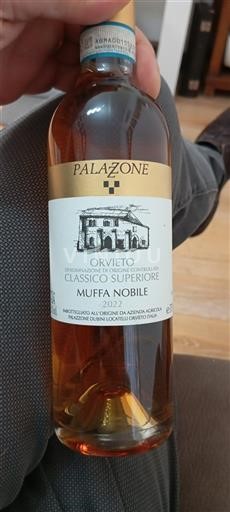 PALAZZONE
ORVIETO
DENOMINAZIONE DI ORIGINE CONTROLLATA
CLASSICO SUPERIORE
MUFFA NOBILE
2022
IMBOTTIGLIATO ALL'ORIGINE DA AZIENDA AGRICOLA
PALAZZONE DUBINI LOCATELLI ORVIETO ITALIA